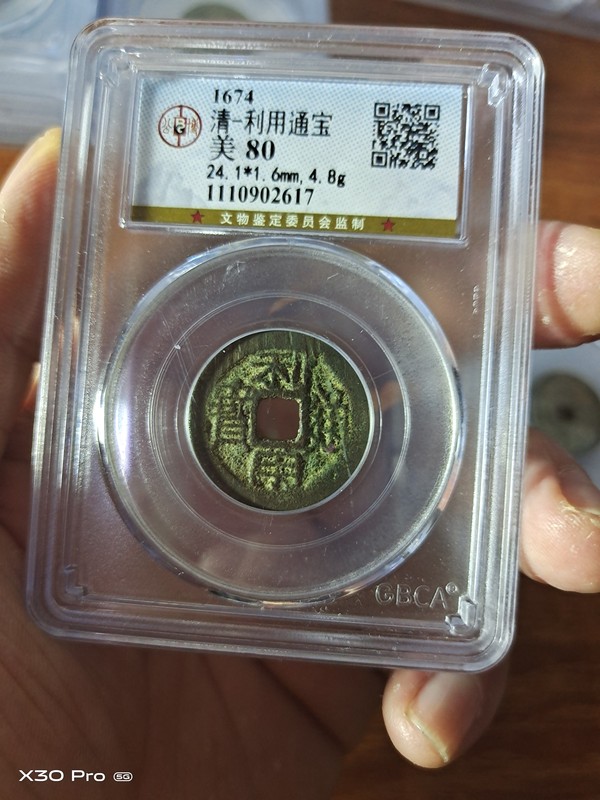 1674
清-利用通宝
美 80
24.1*1.6mm,4.8g
1110902617
文物鉴定委员会监制
利用通寳
GBCA®
X30 Pro 5G